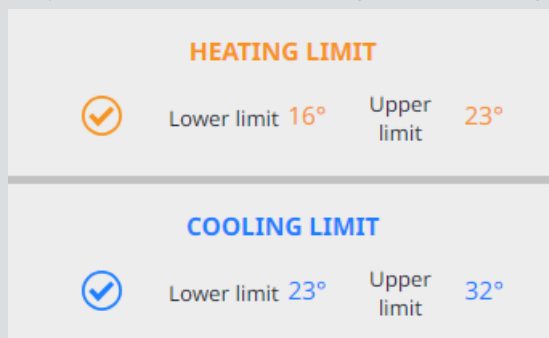 HEATING LIMIT
Lower limit 16° Upper limit 23°
COOLING LIMIT
Lower limit 23° Upper limit 32°